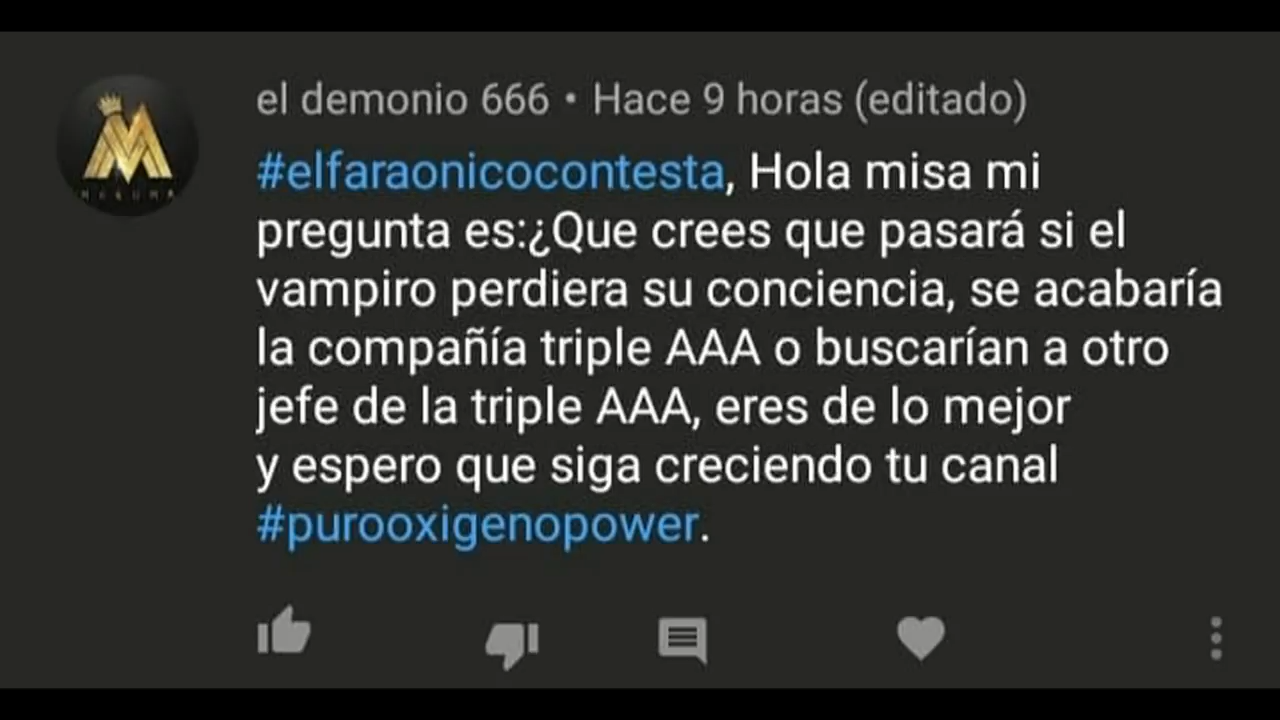 el demonio 666 • Hace 9 horas (editado)
#elfaraonicocontesta, Hola misa mi
pregunta es:¿Que crees que pasará si el
vampiro perdiera su conciencia, se acabaría
la compañía triple AAA o buscarían a otro
jefe de la triple AAA, eres de lo mejor
y espero que siga creciendo tu canal
#purooxigenopower.